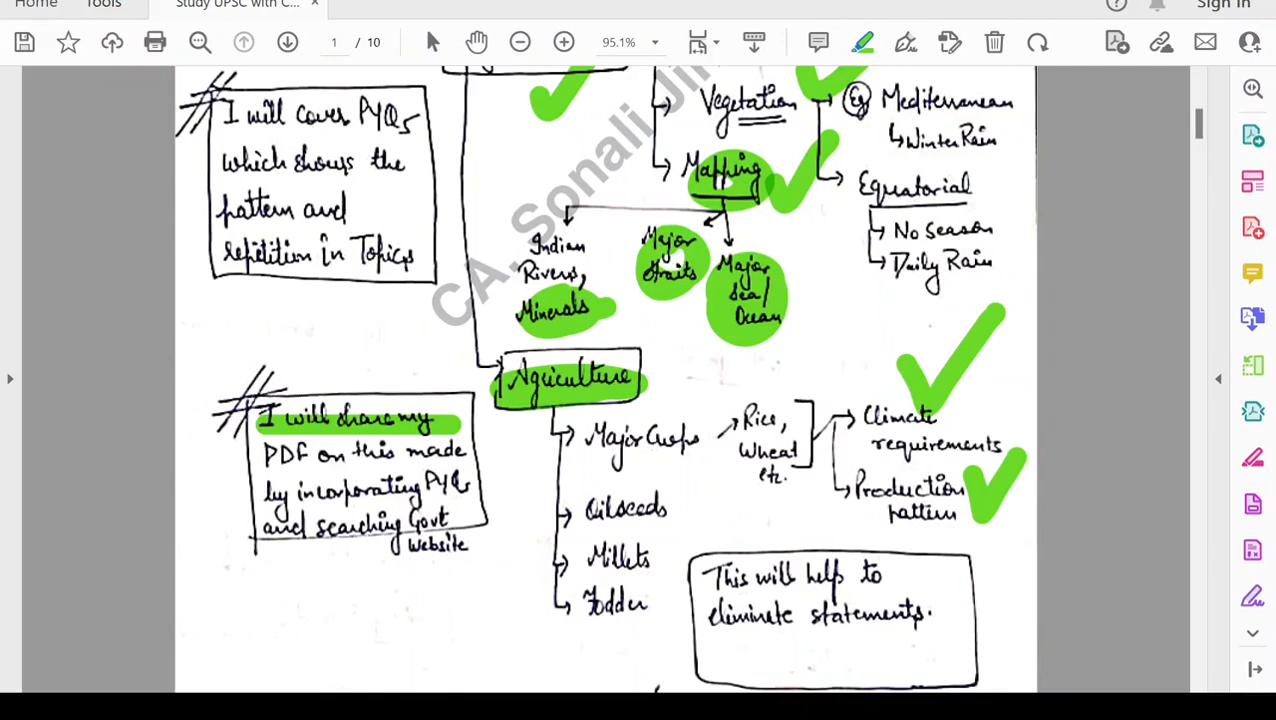 Home
Tools
Study UPSC with C...
×
Sign In
1 / 10
95.1%
I will cover PYQs
which shows the
pattern and
repetition in Topics
Vegetation
Eg Mediterranean
Winter Rain
Mapping
Equatorial
No Season
Daily Rain
Indian
Rivers,
Minerals
Major
Straits
Major
Sea/
Ocean
CA. Sonali Ji
Agriculture
I will share my
PDF on this made
by incorporating PYQs
and searching Govt
Website
Major Crops
Rice,
Wheat
etc.
Climate
requirements
Production
pattern
Oilseeds
Millets
Fodder
This will help to
eliminate statements.